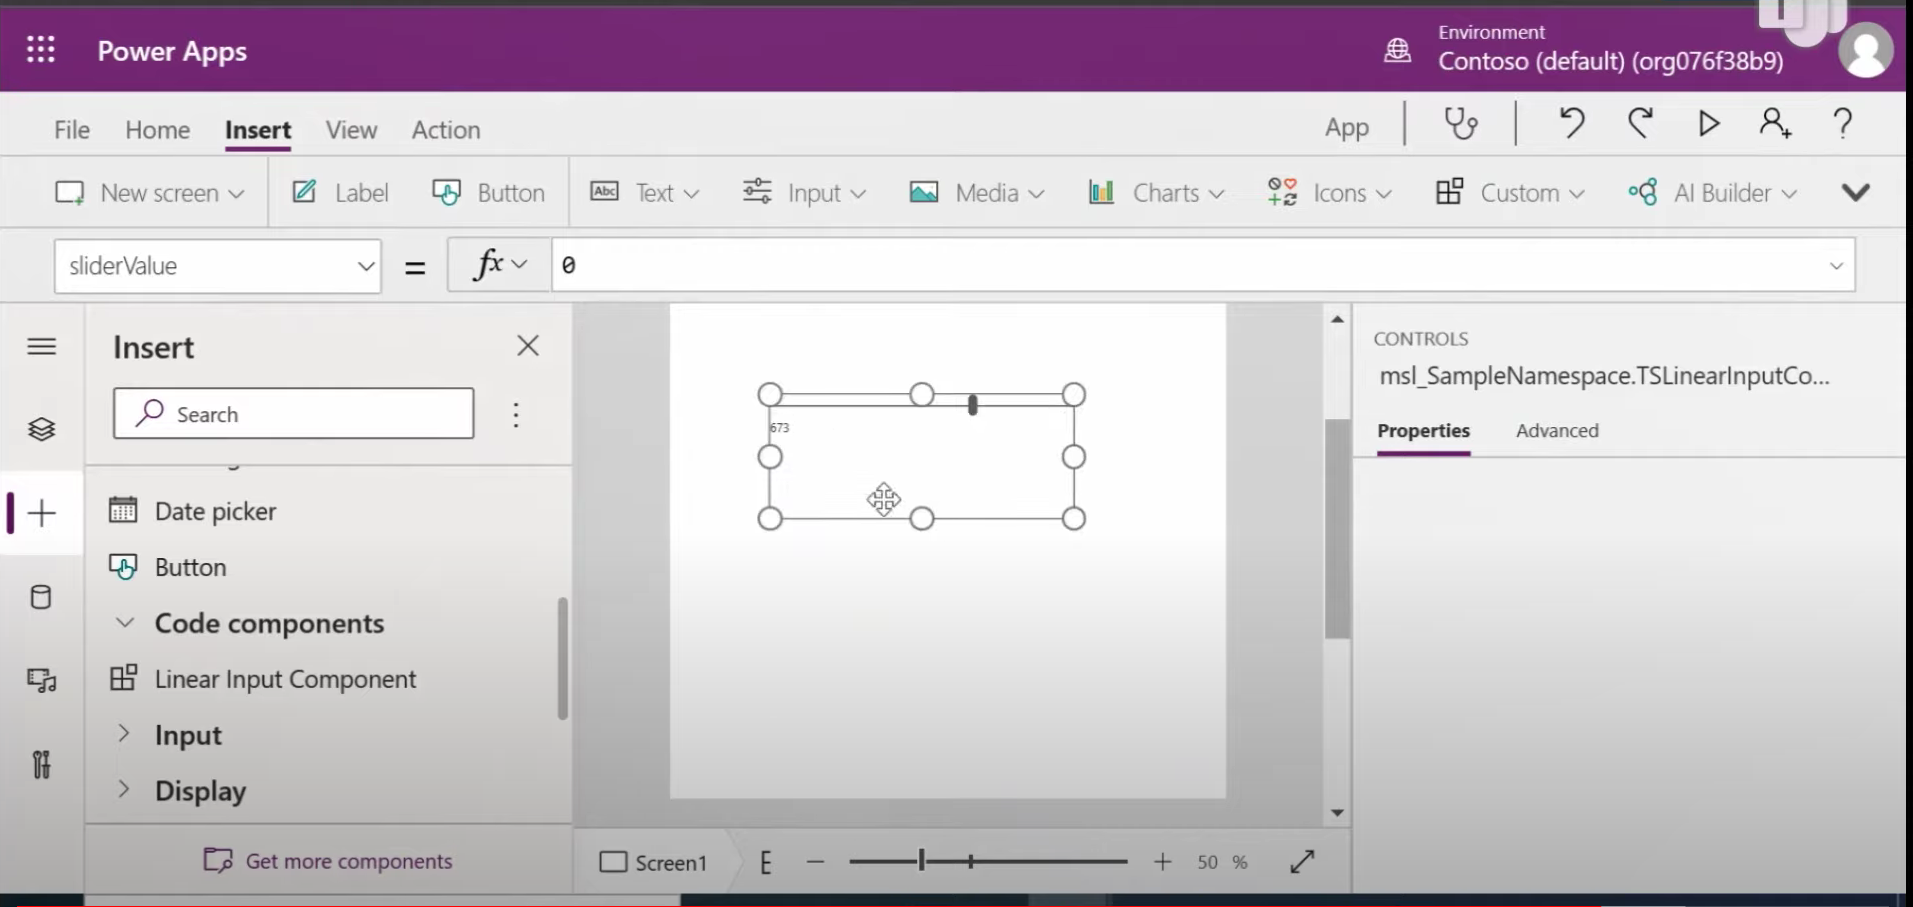 Power Apps
Environment
Contoso (default) (org076f38b9)
File Home Insert View Action App
New screen Label Button Abc Text Input Media Charts Icons Custom AI Builder
sliderValue = fx 0
Insert
Search
Date picker
Button
Code components
Linear Input Component
Input
Display
Get more components
673
CONTROLS
msl_SampleNamespace.TSLinearInputCo...
Properties Advanced
Screen1 E 50 %